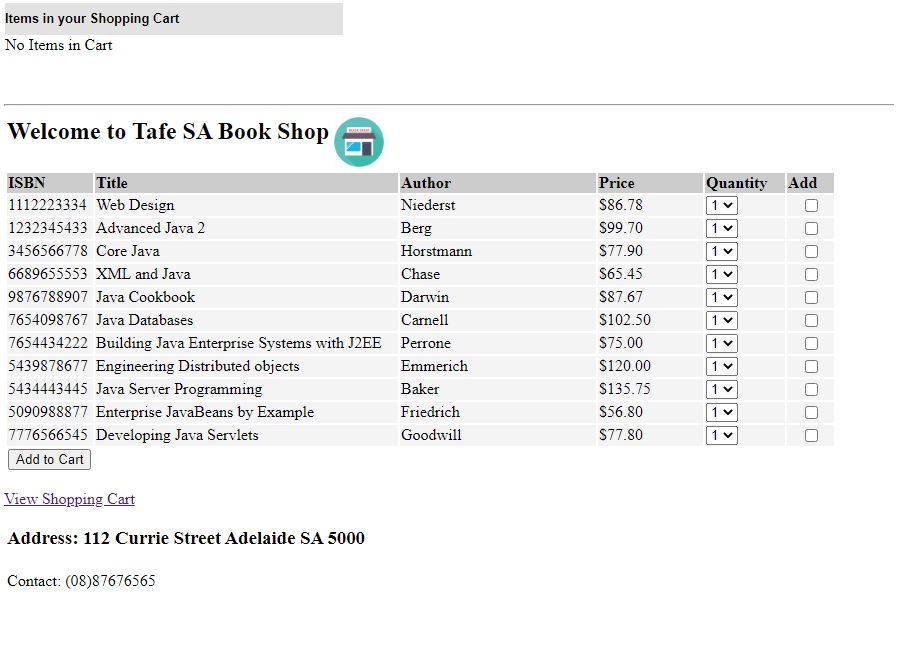 Items in your Shopping Cart
No Items in Cart
Welcome to Tafe SA Book Shop
ISBN Title Author Price Quantity Add
1112223334 Web Design Niederst $86.78 1
1232345433 Advanced Java 2 Berg $99.70 1
3456566778 Core Java Horstmann $77.90 1
6689655553 XML and Java Chase $65.45 1
9876788907 Java Cookbook Darwin $87.67 1
7654098767 Java Databases Carnell $102.50 1
7654434222 Building Java Enterprise Systems with J2EE Perrone $75.00 1
5439878677 Engineering Distributed objects Emmerich $120.00 1
5434443445 Java Server Programming Baker $135.75 1
5090988877 Enterprise JavaBeans by Example Friedrich $56.80 1
7776566545 Developing Java Servlets Goodwill $77.80 1
Add to Cart
View Shopping Cart
Address: 112 Currie Street Adelaide SA 5000
Contact: (08)87676565